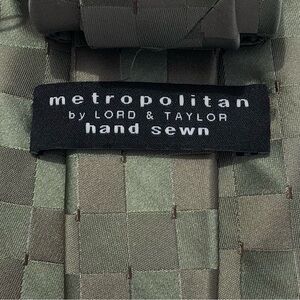 metropolitan
by LORD & TAYLOR
hand sewn